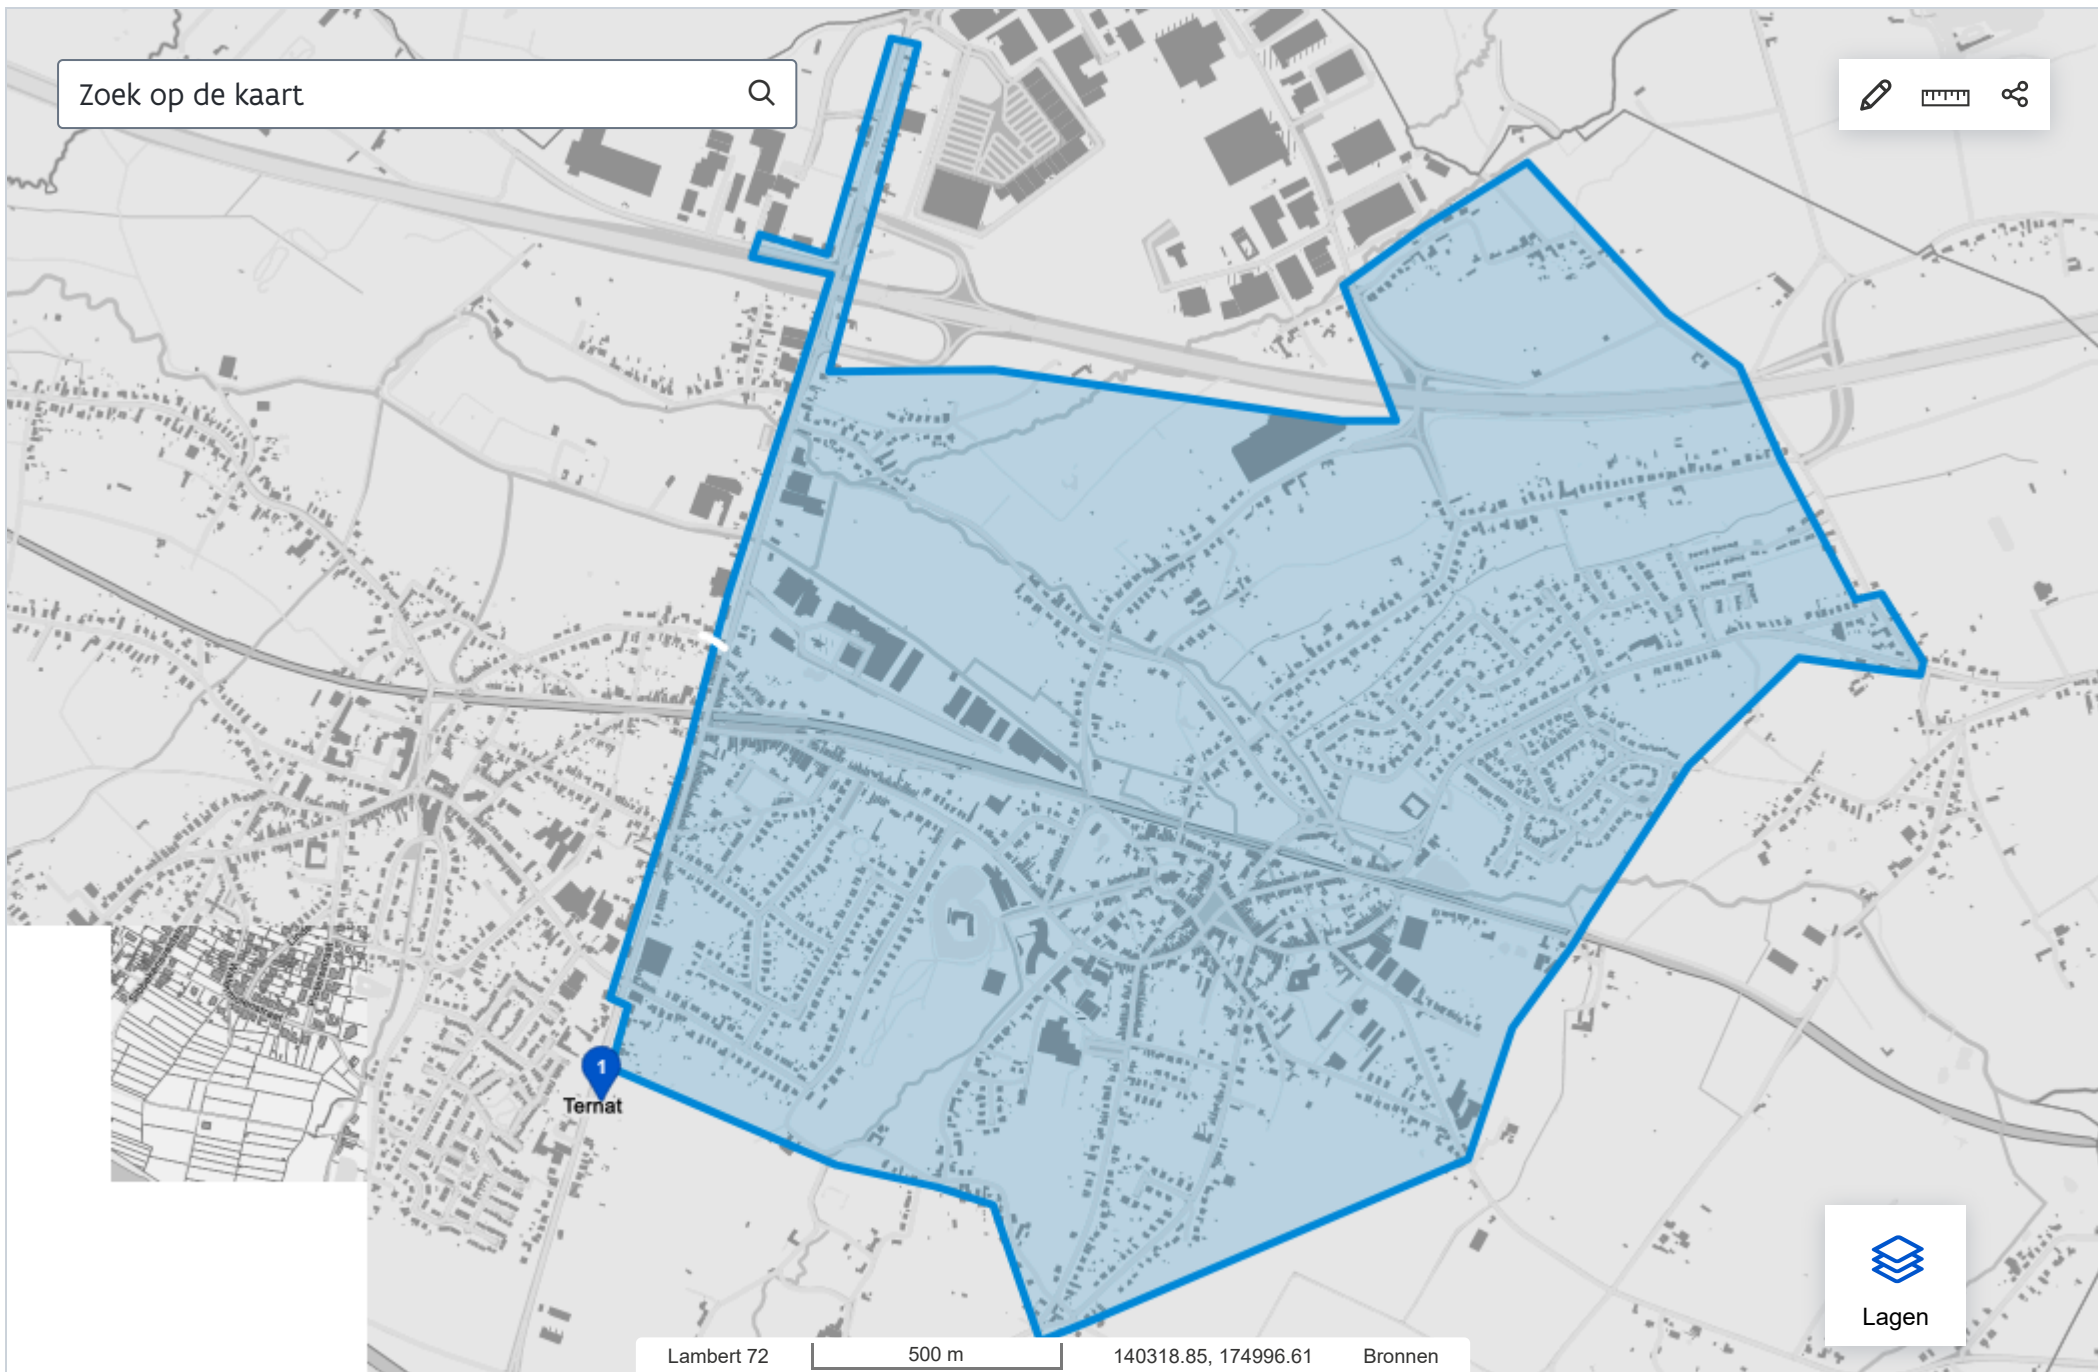 Zoek op de kaart
1
Ternat
Lagen
Lambert 72
500 m
140318.85, 174996.61
Bronnen